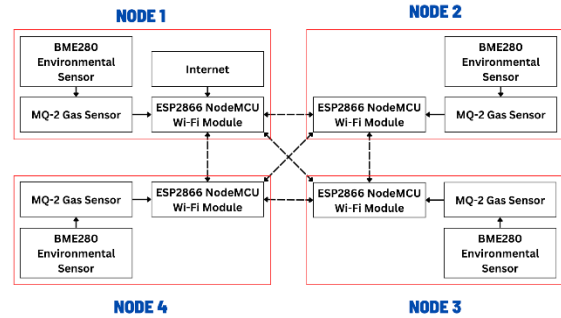 NODE 1
BME280
Environmental
Sensor
Internet
MQ-2 Gas Sensor
ESP2866 NodeMCU
Wi-Fi Module
NODE 2
BME280
Environmental
Sensor
ESP2866 NodeMCU
Wi-Fi Module
MQ-2 Gas Sensor
MQ-2 Gas Sensor
ESP2866 NodeMCU
Wi-Fi Module
BME280
Environmental
Sensor
NODE 4
ESP2866 NodeMCU
Wi-Fi Module
MQ-2 Gas Sensor
BME280
Environmental
Sensor
NODE 3